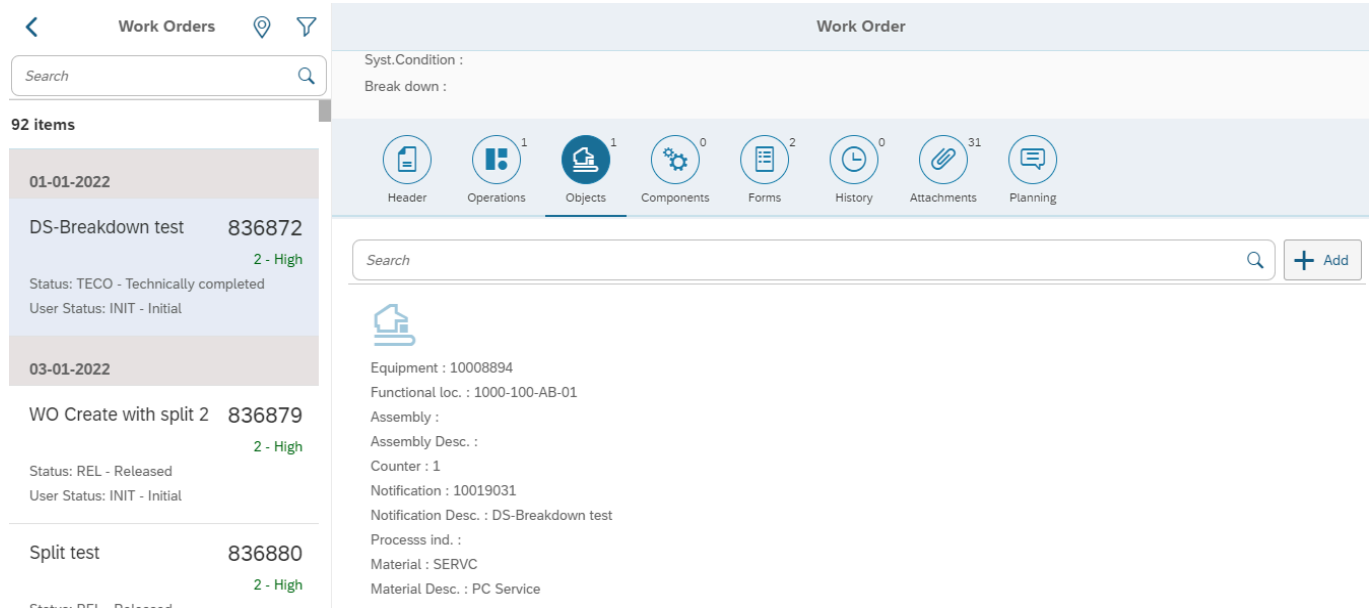 Work Orders
Search
92 items
01-01-2022
DS-Breakdown test 836872
2 - High
Status: TECO - Technically completed
User Status: INIT - Initial
03-01-2022
WO Create with split 2 836879
2 - High
Status: REL - Released
User Status: INIT - Initial
Split test 836880
2 - High
Status: REL - Released
Work Order
Syst.Condition :
Break down :
1 1 0 2 0 31
Header Operations Objects Components Forms History Attachments Planning
Search
Add
Equipment : 10008894
Functional loc. : 1000-100-AB-01
Assembly :
Assembly Desc. :
Counter : 1
Notification : 10019031
Notification Desc. : DS-Breakdown test
Processs ind. :
Material : SERVC
Material Desc. : PC Service